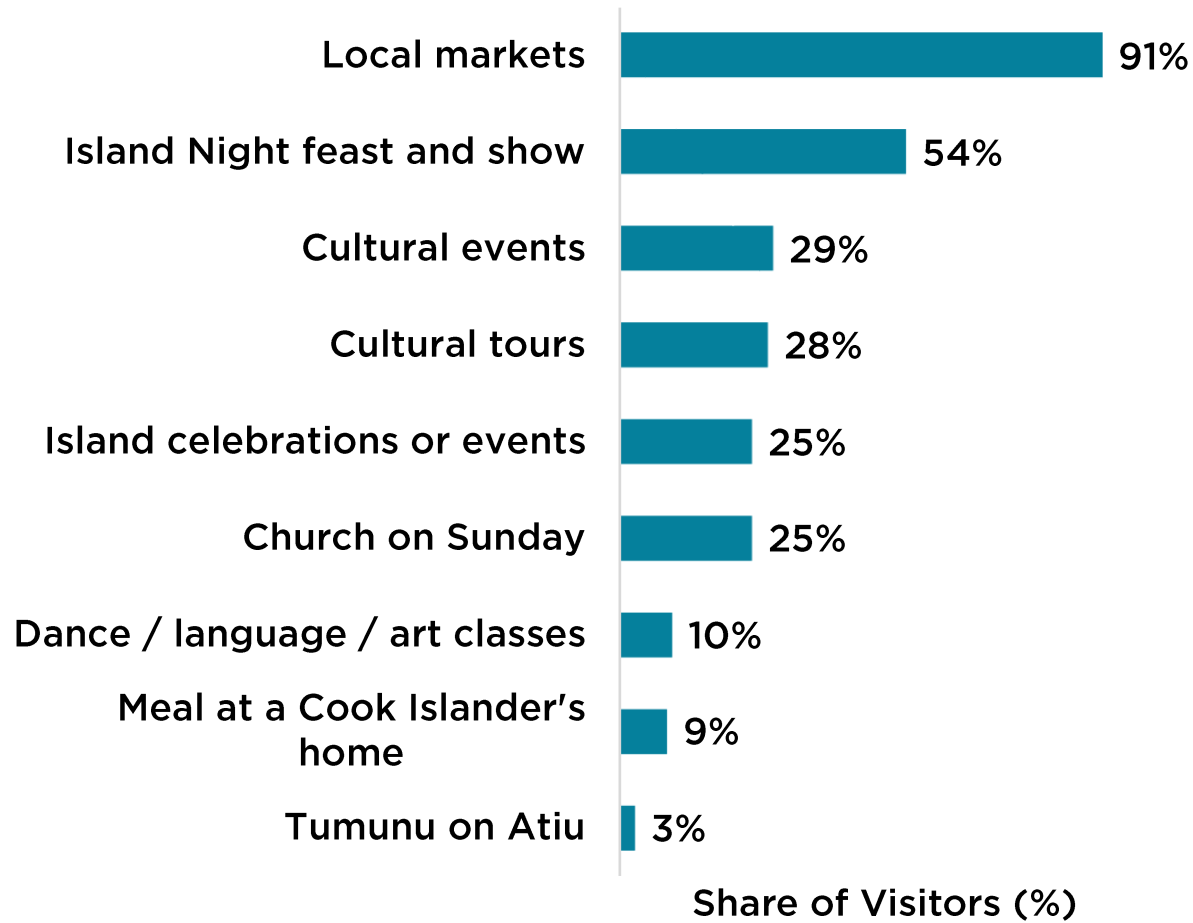 Local markets 91%
Island Night feast and show 54%
Cultural events 29%
Cultural tours 28%
Island celebrations or events 25%
Church on Sunday 25%
Dance / language / art classes 10%
Meal at a Cook Islander's
home 9%
Tumunu on Atiu 3%
Share of Visitors (%)